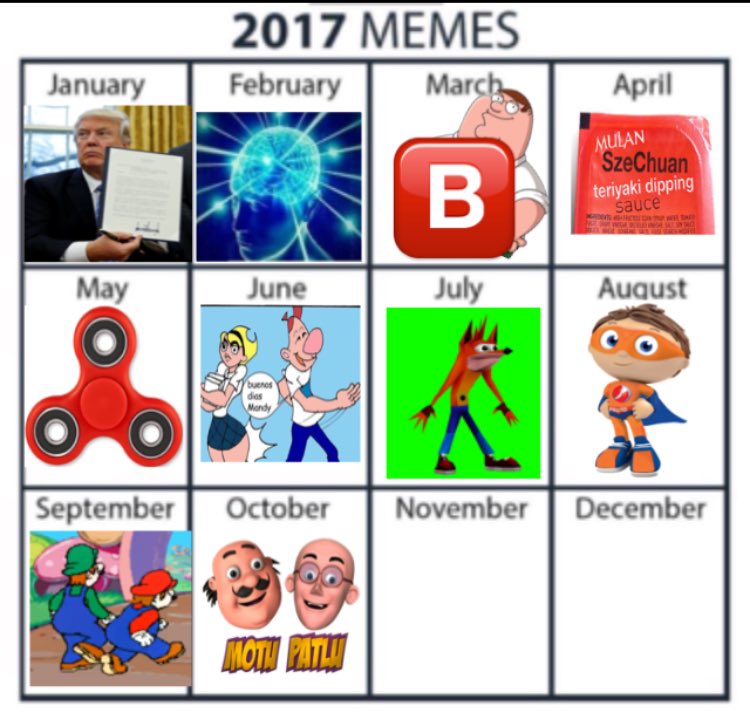 2017 MEMES
January
February
March
April
B
MULAN
SzeChuan
teriyaki dipping
sauce
May
June
July
August
buenos
dias
Mandy
September
October
November
December
MOTU PATLU